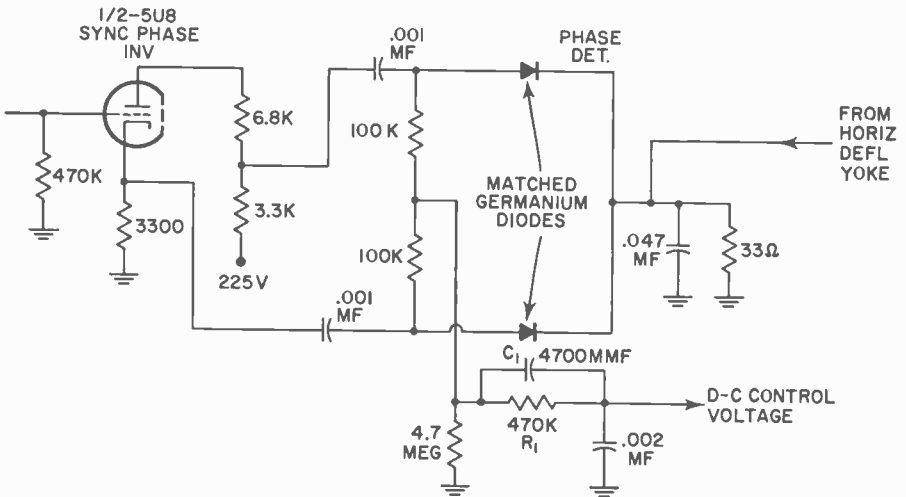 1/2-5U8
SYNC PHASE
INV
.001
MF
PHASE
DET.
6.8K
100 K
FROM
HORIZ
DEFL
YOKE
470K
3300
3.3K
225V
MATCHED
GERMANIUM
DIODES
100K
.047
MF
33Ω
.001
MF
C1 4700MMF
D-C CONTROL
VOLTAGE
4.7
MEG
470K
R1
.002
MF